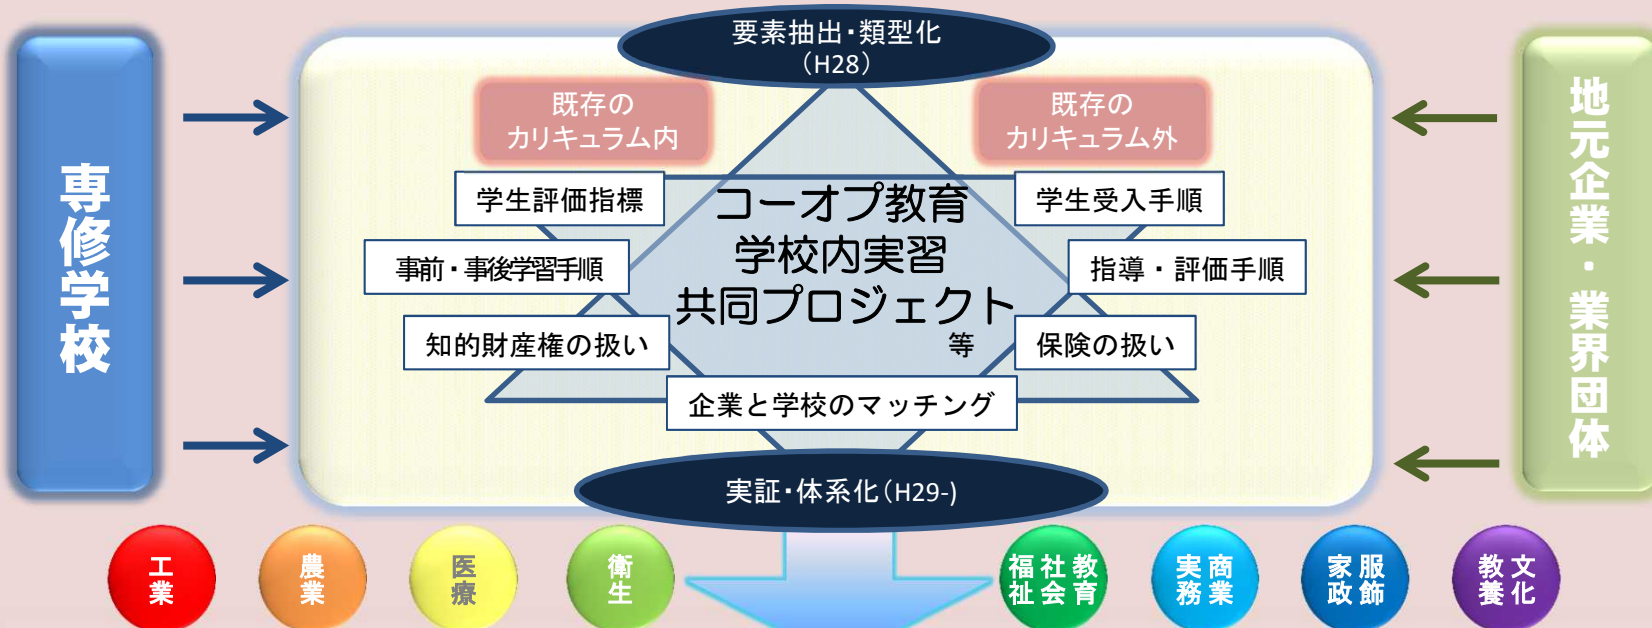 要素抽出・類型化
（H28）
専修学校
地元企業・業界団体
既存の
カリキュラム内
既存の
カリキュラム外
学生評価指標
学生受入手順
コーオプ教育
学校内実習
共同プロジェクト
等
事前・事後学習手順
指導・評価手順
知的財産権の扱い
保険の扱い
企業と学校のマッチング
実証・体系化（H29-)
工業
農業
医療
衛生
教育
社会
福祉
商業
実務
服飾
家政
文化
教養